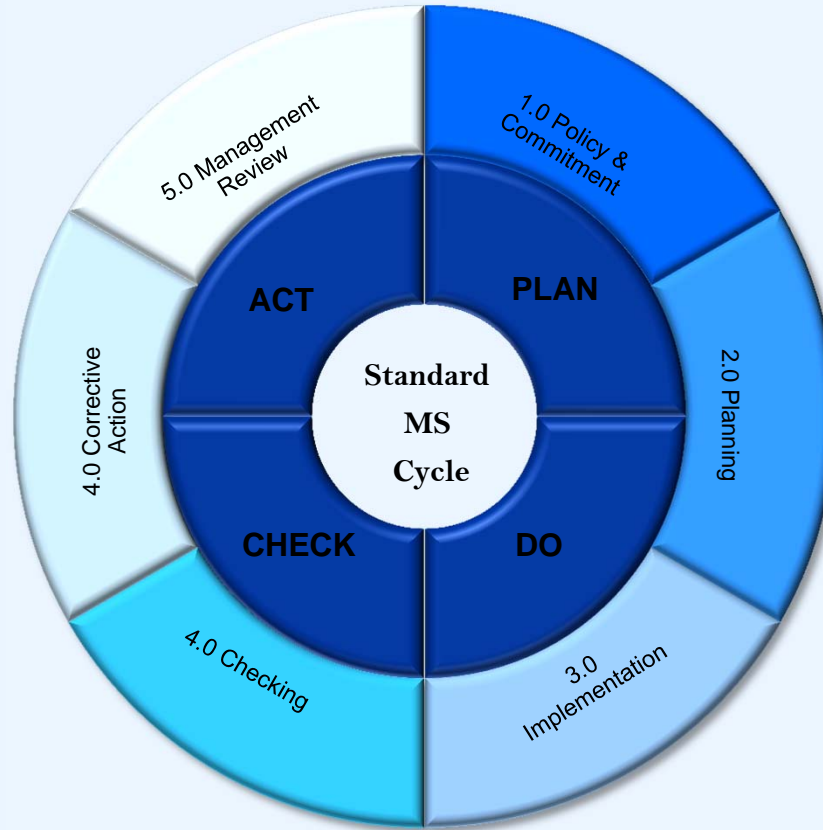 Standard
MS
Cycle
PLAN
DO
CHECK
ACT
1.0 Policy &
Commitment
2.0 Planning
3.0
Implementation
4.0 Checking
4.0 Corrective
Action
5.0 Management
Review